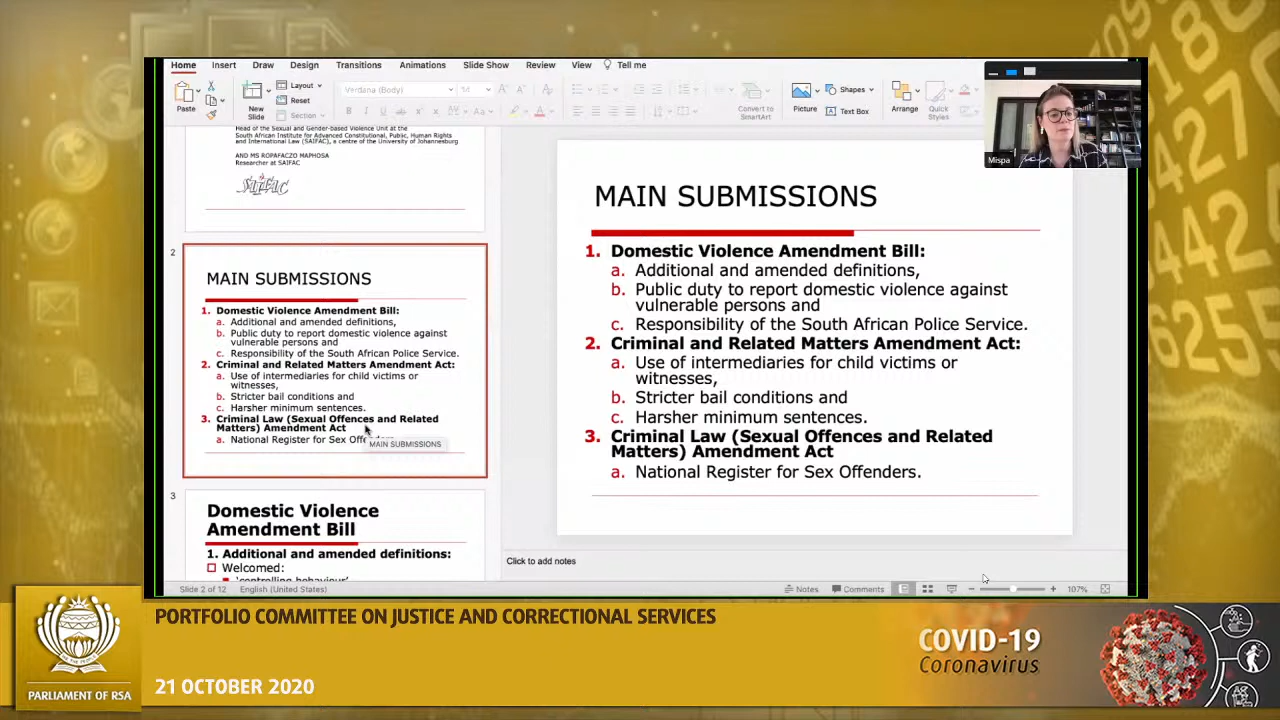 Home Insert Draw Design Transitions Animations Slide Show Review View Tell me
Paste
New
Slide
Layout
Reset
Section
Verdana (Body)
14
Convert to
SmartArt
Picture
Shapes
Text Box
Arrange
Quick
Styles
Mispa
Head of the Sexual and Gender-based Violence Unit at the
South African Institute for Advanced Constitutional, Public, Human Rights
and International Law (SAIFAC), a centre of the University of Johannesburg
AND MS ROPAFACZO MAPHOSA
Researcher at SAIFAC
SAIFAC
2
MAIN SUBMISSIONS
1. Domestic Violence Amendment Bill:
a. Additional and amended definitions,
b. Public duty to report domestic violence against
vulnerable persons and
c. Responsibility of the South African Police Service.
2. Criminal and Related Matters Amendment Act:
a. Use of intermediaries for child victims or
witnesses,
b. Stricter bail conditions and
c. Harsher minimum sentences.
3. Criminal Law (Sexual Offences and Related
Matters) Amendment Act
a. National Register for Sex
MAIN SUBMISSIONS
3
Domestic Violence
Amendment Bill
1. Additional and amended definitions:
Welcomed:
'controlling behaviour'
MAIN SUBMISSIONS
1. Domestic Violence Amendment Bill:
a. Additional and amended definitions,
b. Public duty to report domestic violence against
vulnerable persons and
c. Responsibility of the South African Police Service.
2. Criminal and Related Matters Amendment Act:
a. Use of intermediaries for child victims or
witnesses,
b. Stricter bail conditions and
c. Harsher minimum sentences.
3. Criminal Law (Sexual Offences and Related
Matters) Amendment Act
a. National Register for Sex Offenders.
Click to add notes
Slide 2 of 12 English (United States) Notes Comments 107%
PORTFOLIO COMMITTEE ON JUSTICE AND CORRECTIONAL SERVICES
21 OCTOBER 2020
PARLIAMENT OF RSA
COVID-19
Coronavirus